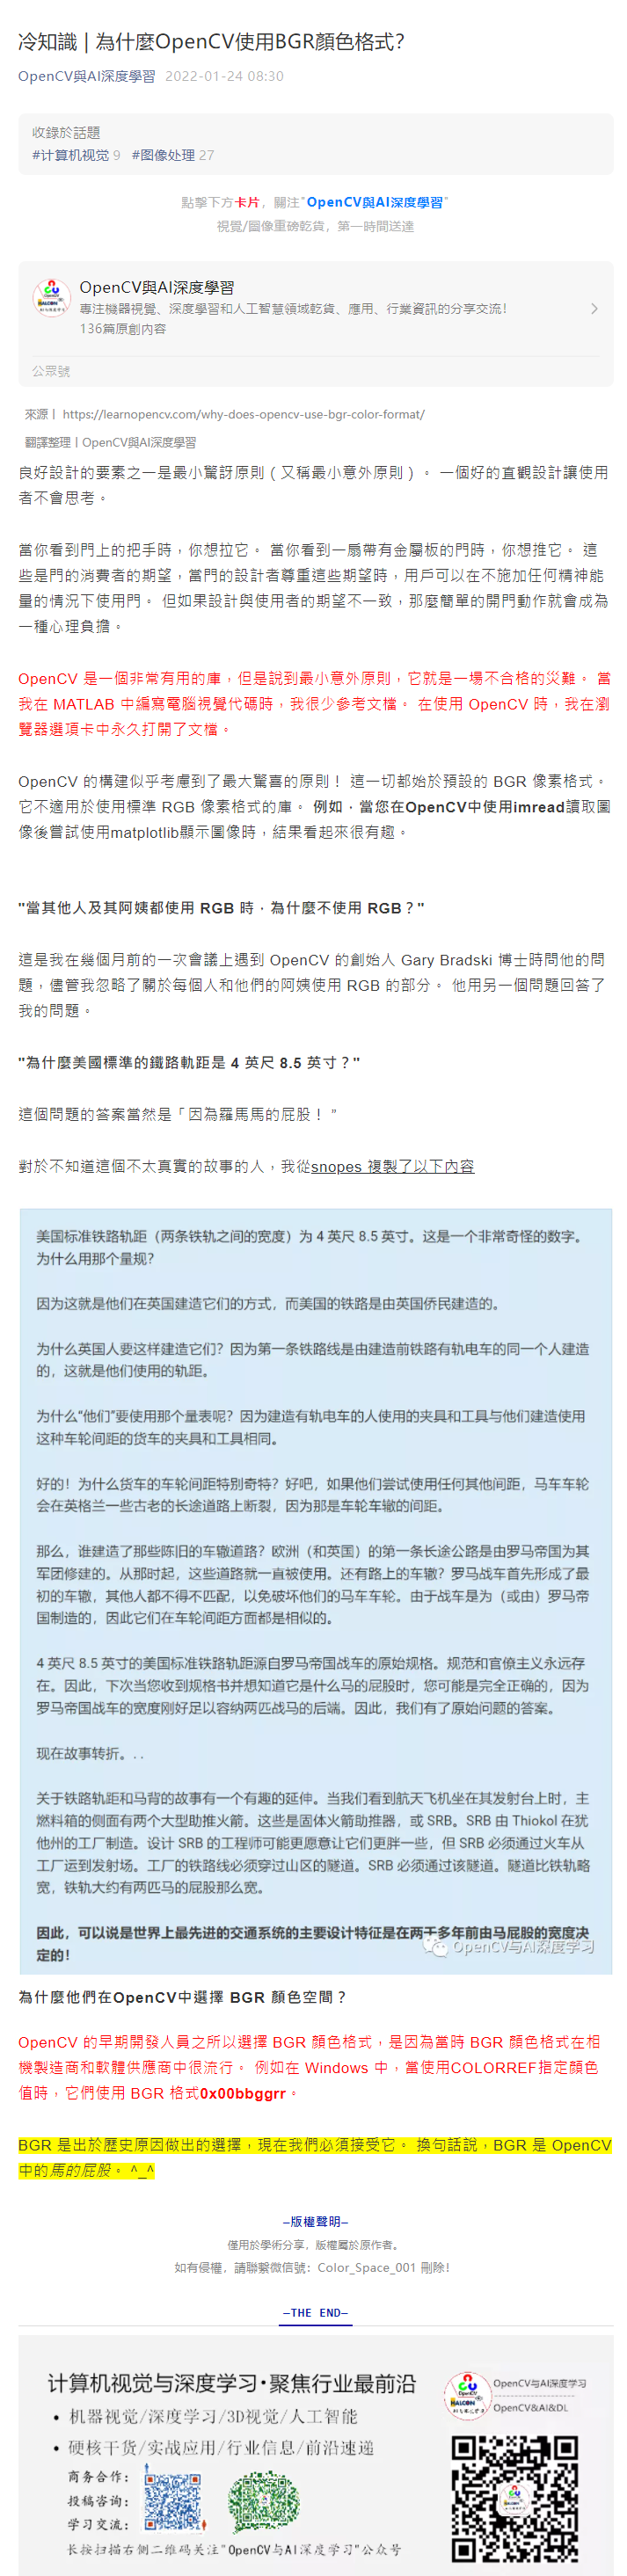 冷知識 | 為什麼OpenCV使用BGR顏色格式?
OpenCV與AI深度學習 2022-01-24 08:30
收錄於話題
#计算机视觉 9 #图像处理 27
點擊下方卡片，關注"OpenCV與AI深度學習"
視覺/圖像重磅乾貨，第一時間送達
OpenCV與AI深度學習
專注機器視覺、深度學習和人工智慧領域乾貨、應用、行業資訊的分享交流!
136篇原創內容
公眾號
來源丨 https://learnopencv.com/why-does-opencv-use-bgr-color-format/
翻譯整理丨OpenCV與AI深度學習
良好設計的要素之一是最小驚訝原則（又稱最小意外原則）。 一個好的直觀設計讓使用
者不會思考。
當你看到門上的把手時，你想拉它。 當你看到一扇帶有金屬板的門時，你想推它。 這
些是門的消費者的期望，當門的設計者尊重這些期望時，用戶可以在不施加任何精神能
量的情況下使用門。 但如果設計與使用者的期望不一致，那麼簡單的開門動作就會成為
一種心理負擔。
OpenCV 是一個非常有用的庫，但是說到最小意外原則，它就是一場不合格的災難。 當
我在 MATLAB 中編寫電腦視覺代碼時，我很少參考文檔。 在使用 OpenCV 時，我在瀏
覽器選項卡中永久打開了文檔。
OpenCV 的構建似乎考慮到了最大驚喜的原則！ 這一切都始於預設的 BGR 像素格式。
它不適用於使用標準 RGB 像素格式的庫。 例如，當您在OpenCV中使用imread讀取圖
像後嘗試使用matplotlib顯示圖像時，結果看起來很有趣。
"當其他人及其阿姨都使用 RGB 時，為什麼不使用 RGB？"
這是我在幾個月前的一次會議上遇到 OpenCV 的創始人 Gary Bradski 博士時問他的問
題，儘管我忽略了關於每個人和他們的阿姨使用 RGB 的部分。 他用另一個問題回答了
我的問題。
"為什麼美國標準的鐵路軌距是 4 英尺 8.5 英寸？"
這個問題的答案當然是「因為羅馬馬的屁股！ ”
對於不知道這個不太真實的故事的人，我從snopes 複製了以下內容
美国标准铁路轨距（两条铁轨之间的宽度）为 4 英尺 8.5 英寸。这是一个非常奇怪的数字。
为什么用那个量规？
因为这就是他们在英国建造它们的方式，而美国的铁路是由英国侨民建造的。
为什么英国人要这样建造它们？因为第一条铁路线是由建造前铁路有轨电车的同一个人建造
的，这就是他们使用的轨距。
为什么“他们”要使用那个量表呢？因为建造有轨电车的人使用的夹具和工具与他们建造使用
这种车轮间距的货车的夹具和工具相同。
好的！为什么货车的车轮间距特别奇特？好吧，如果他们尝试使用任何其他间距，马车车轮
会在英格兰一些古老的长途道路上断裂，因为那是车轮车辙的间距。
那么，谁建造了那些陈旧的车辙道路？欧洲（和英国）的第一条长途公路是由罗马帝国为其
军团修建的。从那时起，这些道路就一直被使用。还有路上的车辙？罗马战车首先形成了最
初的车辙，其他人都不得不匹配，以免破坏他们的马车车轮。由于战车是为（或由）罗马帝
国制造的，因此它们在车轮间距方面都是相似的。
4 英尺 8.5 英寸的美国标准铁路轨距源自罗马帝国战车的原始规格。规范和官僚主义永远存
在。因此，下次当您收到规格书并想知道它是什么马的屁股时，您可能是完全正确的，因为
罗马帝国战车的宽度刚好足以容纳两匹战马的后端。因此，我们有了原始问题的答案。
现在故事转折。. .
关于铁路轨距和马背的故事有一个有趣的延伸。当我们看到航天飞机坐在其发射台上时，主
燃料箱的侧面有两个大型助推火箭。这些是固体火箭助推器，或 SRB。SRB 由 Thiokol 在犹
他州的工厂制造。设计 SRB 的工程师可能更愿意让它们更胖一些，但 SRB 必须通过火车从
工厂运到发射场。工厂的铁路线必须穿过山区的隧道。SRB 必须通过该隧道。隧道比铁轨略
宽，铁轨大约有两匹马的屁股那么宽。
因此，可以说是世界上最先进的交通系统的主要设计特征是在两千多年前由马屁股的宽度决
定的！
OpenCV与AI深度学习
為什麼他們在OpenCV中選擇 BGR 顏色空間？
OpenCV 的早期開發人員之所以選擇 BGR 顏色格式，是因為當時 BGR 顏色格式在相
機製造商和軟體供應商中很流行。 例如在 Windows 中，當使用COLORREF指定顏色
值時，它們使用 BGR 格式0x00bbggrr。
BGR 是出於歷史原因做出的選擇，現在我們必須接受它。 換句話說，BGR 是 OpenCV
中的馬的屁股。 ^_^
—版權聲明—
僅用於學術分享，版權屬於原作者。
如有侵權，請聯繫微信號：Color_Space_001 刪除!
—THE END—
计算机视觉与深度学习·聚焦行业最前沿
• 机器视觉/深度学习/3D视觉/人工智能
• 硬核干货/实战应用/行业信息/前沿速递
商务合作：
投稿咨询：
学习交流：
长按扫描右侧二维码关注"OpenCV与AI深度学习"公众号
OpenCV与AI深度学习
OpenCV&AI&DL